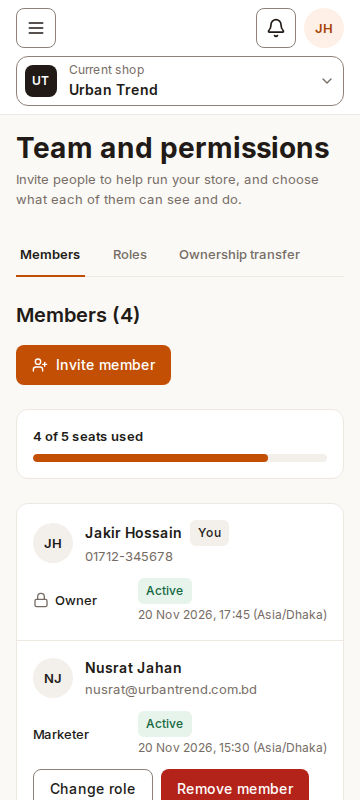 JH
UT
Current shop
Urban Trend
Team and permissions
Invite people to help run your store, and choose
what each of them can see and do.
Members Roles Ownership transfer
Members (4)
Invite member
4 of 5 seats used
JH
Jakir Hossain You
01712-345678
Owner
Active
20 Nov 2026, 17:45 (Asia/Dhaka)
NJ
Nusrat Jahan
nusrat@urbantrend.com.bd
Marketer
Active
20 Nov 2026, 15:30 (Asia/Dhaka)
Change role Remove member